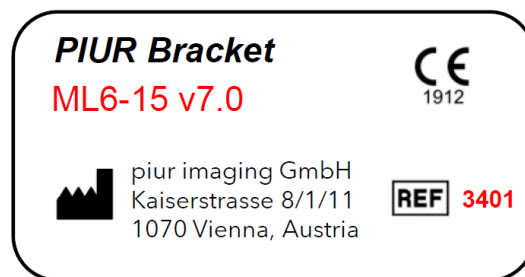 PIUR Bracket
ML6-15 v7.0
CE
1912
piur imaging GmbH
Kaiserstrasse 8/1/11
1070 Vienna, Austria
REF 3401